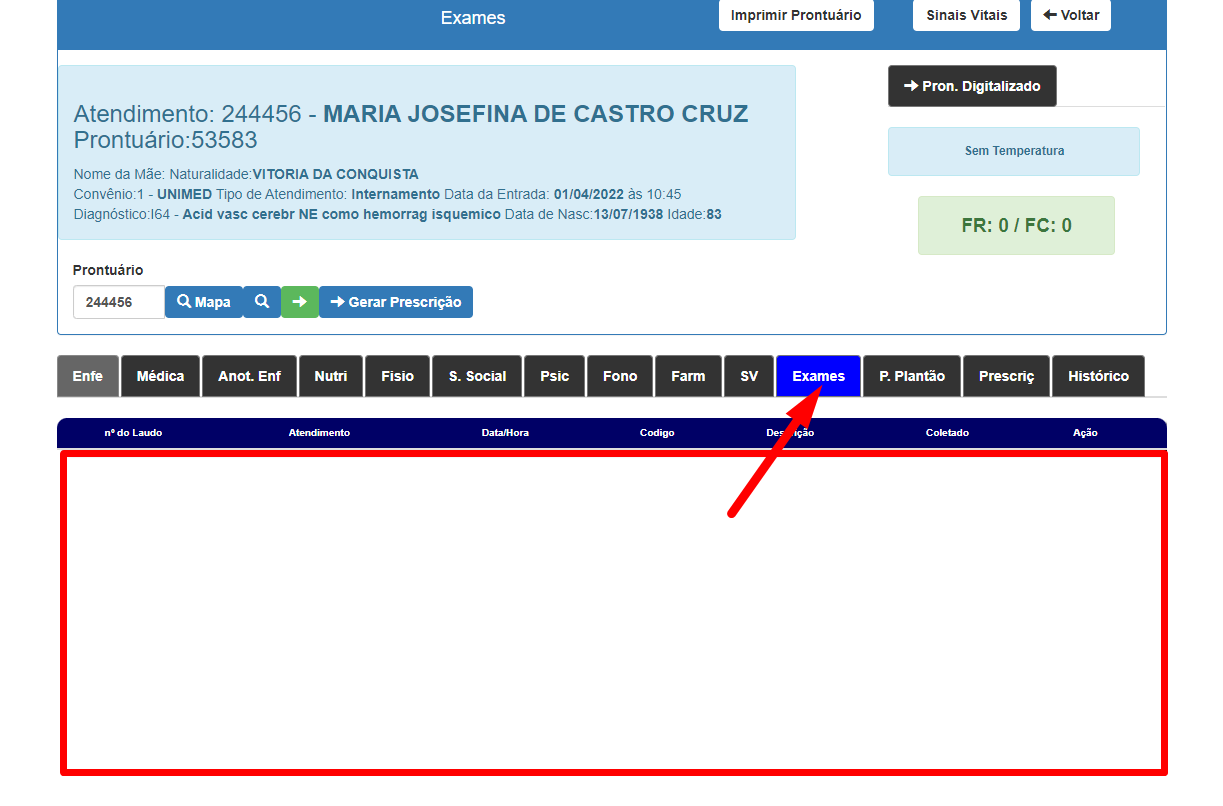 Exames
Imprimir Prontuário
Sinais Vitais
Voltar
Pron. Digitalizado
Atendimento: 244456 - MARIA JOSEFINA DE CASTRO CRUZ
Prontuário:53583
Nome da Mãe: Naturalidade:VITORIA DA CONQUISTA
Convênio:1 - UNIMED Tipo de Atendimento: Internamento Data da Entrada: 01/04/2022 às 10:45
Diagnóstico:I64 - Acid vasc cerebr NE como hemorrag isquemico Data de Nasc:13/07/1938 Idade:83
Sem Temperatura
FR: 0 / FC: 0
Prontuário
244456 Mapa Gerar Prescrição
Enfe Médica Anot. Enf Nutri Fisio S. Social Psic Fono Farm SV Exames P. Plantão Prescriç Histórico
nº do Laudo Atendimento Data/Hora Codigo Descrição Coletado Ação